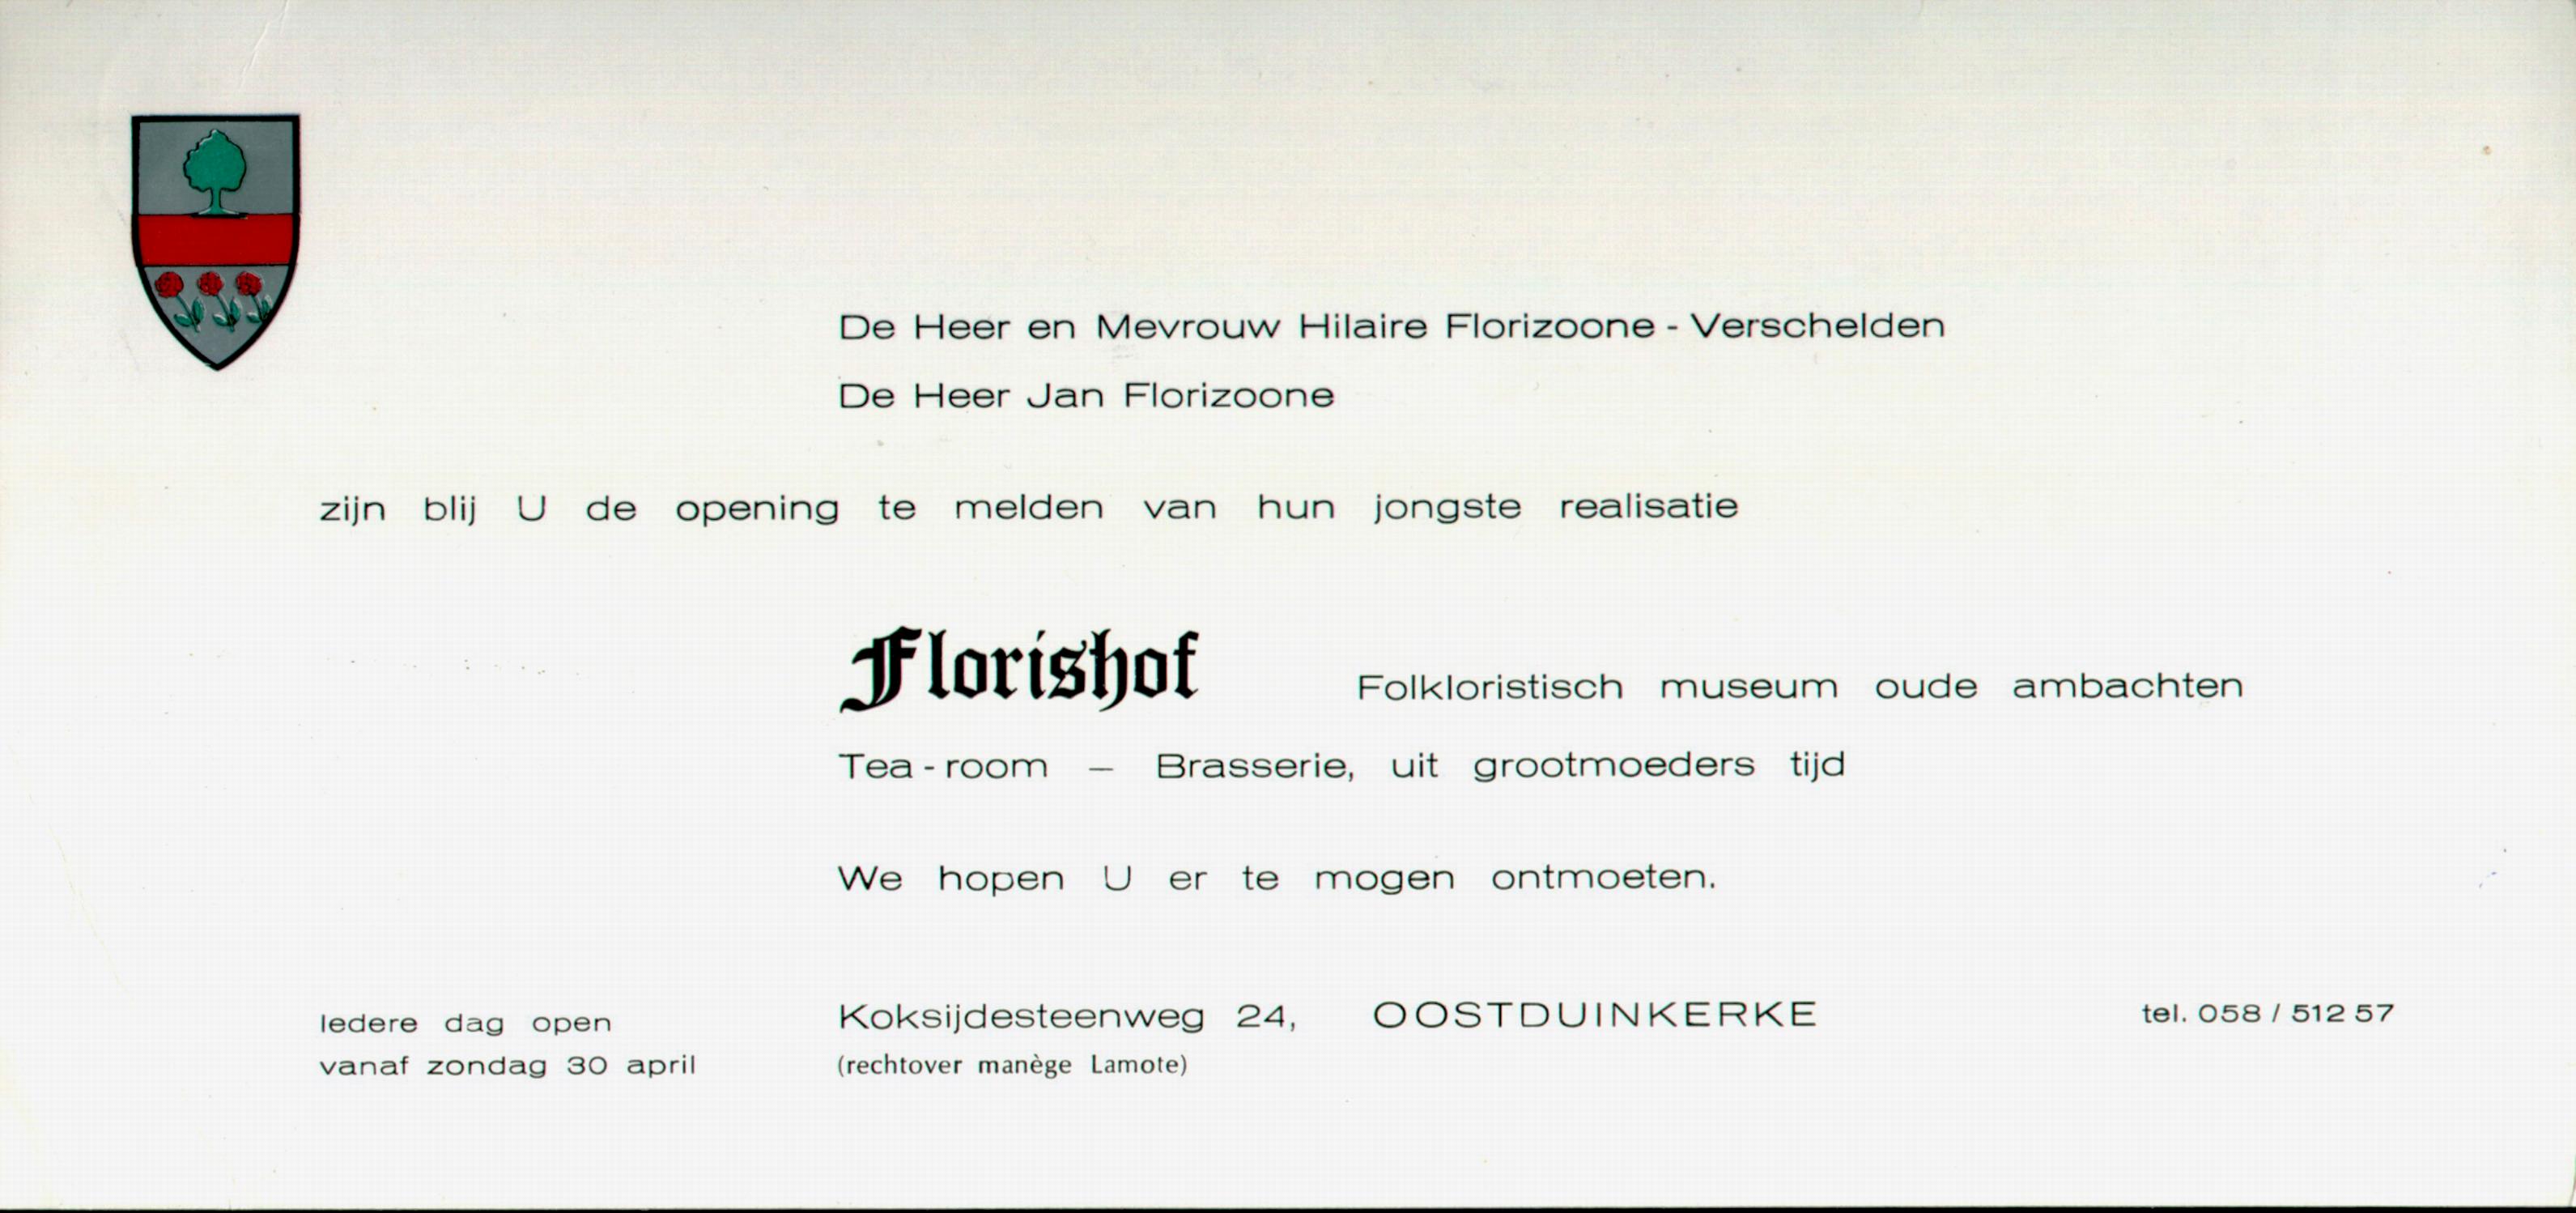 De Heer en Mevrouw Hilaire Florizoone - Verschelden
De Heer Jan Florizoone
zijn blij U de opening te melden van hun jongste realisatie
Florishof Folkloristisch museum oude ambachten
Tea - room – Brasserie, uit grootmoeders tijd
We hopen U er te mogen ontmoeten.
Iedere dag open
vanaf zondag 30 april
Koksijdesteenweg 24, OOSTDUINKERKE
(rechtover manège Lamote)
tel. 058 / 512 57